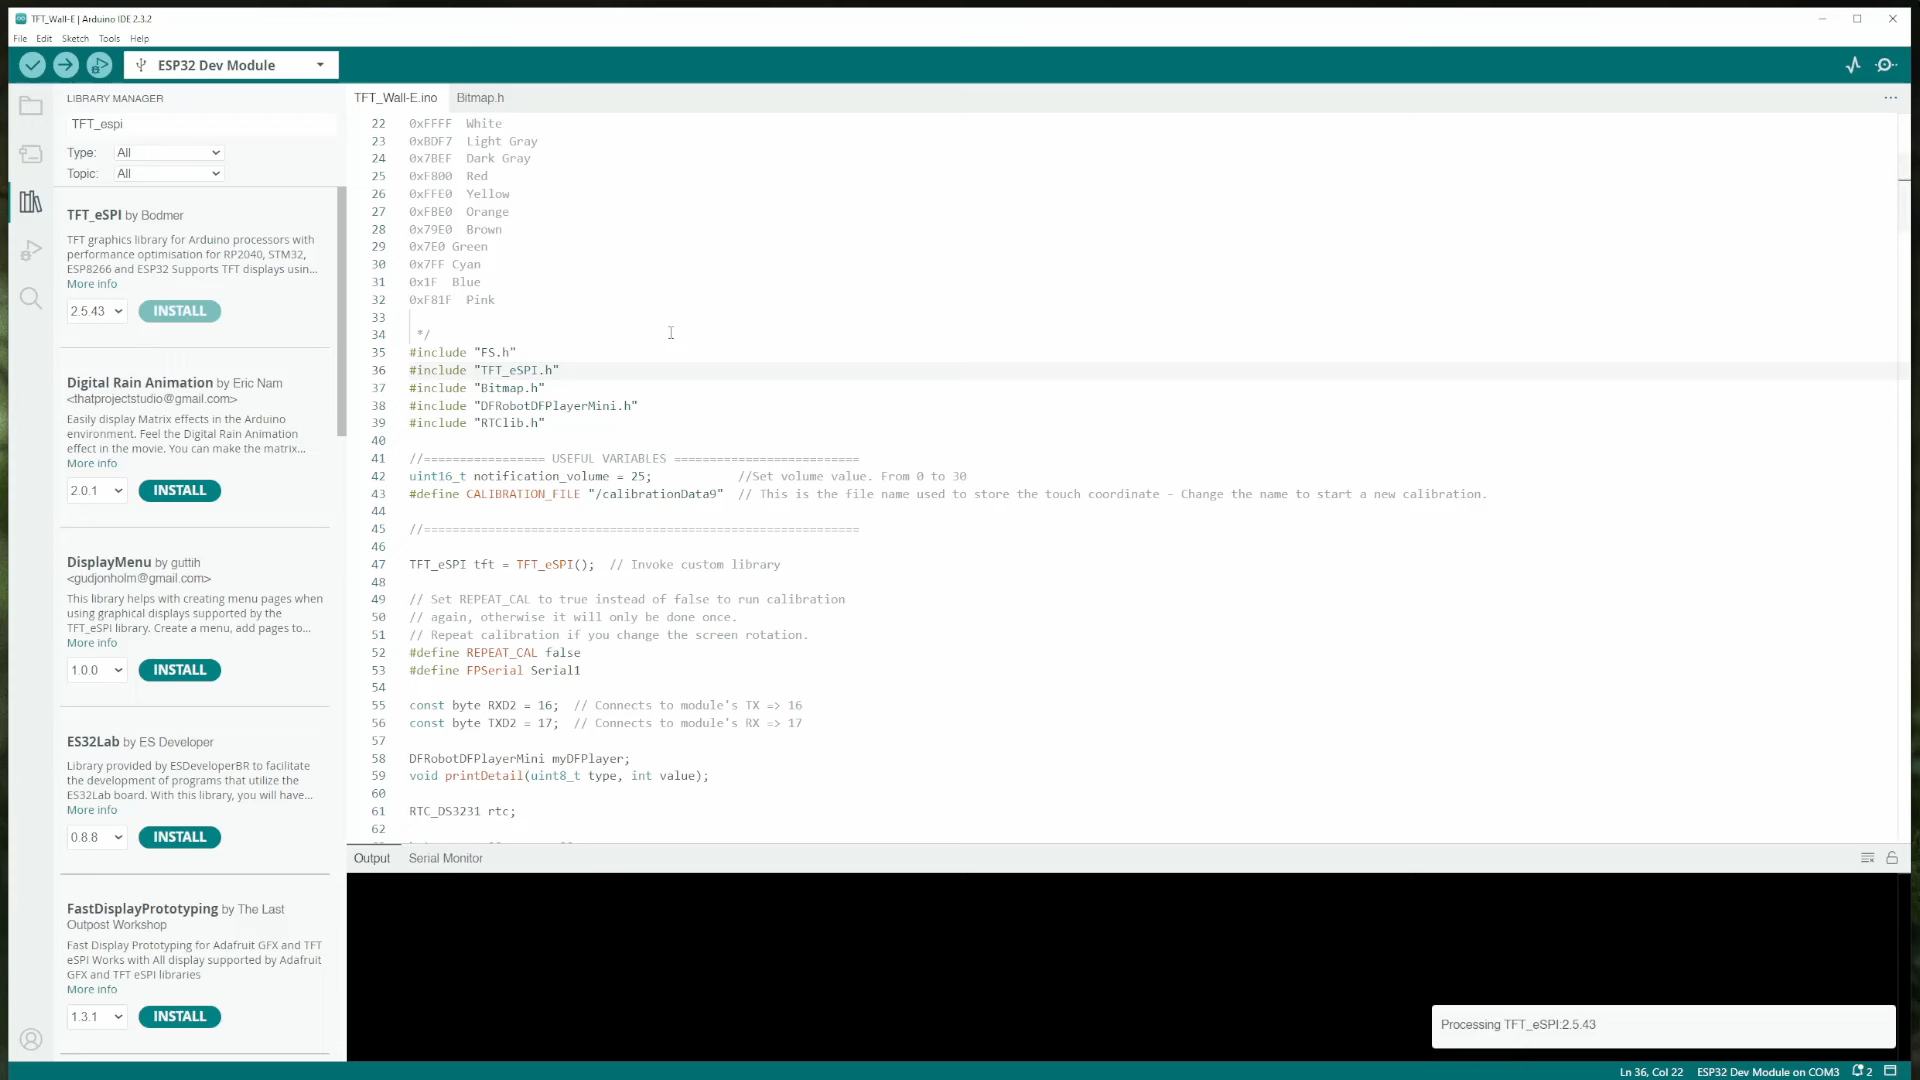 TFT_Wall-E | Arduino IDE 2.3.2
File Edit Sketch Tools Help
ESP32 Dev Module
LIBRARY MANAGER
TFT_espi
Type: All
Topic: All
TFT_eSPI by Bodmer
TFT graphics library for Arduino processors with
performance optimisation for RP2040, STM32,
ESP8266 and ESP32 Supports TFT displays usin...
More info
2.5.43 INSTALL
Digital Rain Animation by Eric Nam
<thatprojectstudio@gmail.com>
Easily display Matrix effects in the Arduino
environment. Feel the Digital Rain Animation
effect in the movie. You can make the matrix...
More info
2.0.1 INSTALL
DisplayMenu by guttih
<gudjonholm@gmail.com>
This library helps with creating menu pages when
using graphical displays supported by the
TFT_eSPI library. Create a menu, add pages to...
More info
1.0.0 INSTALL
ES32Lab by ES Developer
Library provided by ESDeveloperBR to facilitate
the development of programs that utilize the
ES32Lab board. With this library, you will have...
More info
0.8.8 INSTALL
FastDisplayPrototyping by The Last
Outpost Workshop
Fast Display Prototyping for Adafruit GFX and TFT
eSPI Works with All display supported by Adafruit
GFX and TFT eSPI libraries
More info
1.3.1 INSTALL
TFT_Wall-E.ino Bitmap.h
22 0xFFFF White
23 0xBDF7 Light Gray
24 0x7BEF Dark Gray
25 0xF800 Red
26 0xFFE0 Yellow
27 0xFBE0 Orange
28 0x79E0 Brown
29 0x7E0 Green
30 0x7FF Cyan
31 0x1F Blue
32 0xF81F Pink
33
34 */
35 #include "FS.h"
36 #include "TFT_eSPI.h"
37 #include "Bitmap.h"
38 #include "DFRobotDFPlayerMini.h"
39 #include "RTClib.h"
40
41 //================= USEFUL VARIABLES ==========================
42 uint16_t notification_volume = 25; //Set volume value. From 0 to 30
43 #define CALIBRATION_FILE "/calibrationData9" // This is the file name used to store the touch coordinate - Change the name to start a new calibration.
44
45 //=============================================================
46
47 TFT_eSPI tft = TFT_eSPI(); // Invoke custom library
48
49 // Set REPEAT_CAL to true instead of false to run calibration
50 // again, otherwise it will only be done once.
51 // Repeat calibration if you change the screen rotation.
52 #define REPEAT_CAL false
53 #define FPSerial Serial1
54
55 const byte RXD2 = 16; // Connects to module's TX => 16
56 const byte TXD2 = 17; // Connects to module's RX => 17
57
58 DFRobotDFPlayerMini myDFPlayer;
59 void printDetail(uint8_t type, int value);
60
61 RTC_DS3231 rtc;
62
Output Serial Monitor
Processing TFT_eSPI:2.5.43
Ln 36, Col 22 ESP32 Dev Module on COM3 2